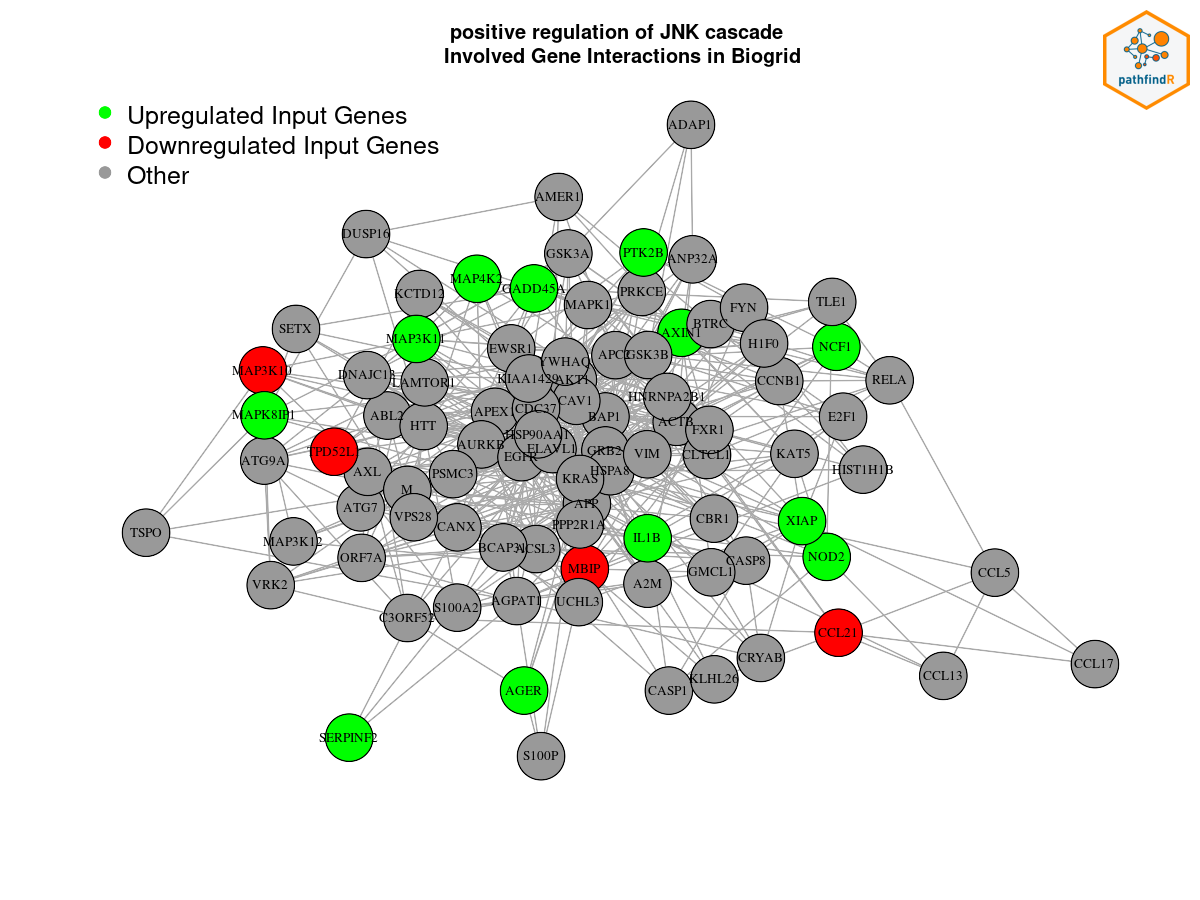 positive regulation of JNK cascade
Involved Gene Interactions in Biogrid
pathfindR
Upregulated Input Genes
Downregulated Input Genes
Other
ADAP1
AMER1
DUSP16
GSK3A
PTK2B
ANP32A
MAP4K2
GADD45A
KCTD12
PRKCE
MAPK1
FYN
TLE1
SETX
MAP3K11
AXIN1
BTRC
H1F0
NCF1
EWSR1
YWHAQ
APC2
GSK3B
MAP3K10
DNAJC13
LAMTOR1
KIAA1429
AKT1
CCNB1
RELA
HNRNPA2B1
MAPK8IP1
ABL2
HTT
APEX
CDC37
CAV1
BAP1
ACTB
FXR1
E2F1
AURKB
HSP90AA1
ELAVL1
EGFR
GRB2
VIM
CLTCL1
KAT5
ATG9A
TPD52L
AXL
PSMC3
KRAS
HSPA8
HIST1H1B
M
ATG7
VPS28
CANX
APP
PPP2R1A
CBR1
XIAP
TSPO
MAP3K12
ORF7A
BCAP31
ACSL3
IL1B
NOD2
VRK2
MBIP
A2M
GMCL1
CASP8
CCL5
C3ORF52
S100A2
AGPAT1
UCHL3
CCL21
AGER
CASP1
KLHL26
CRYAB
CCL13
CCL17
SERPINF2
S100P